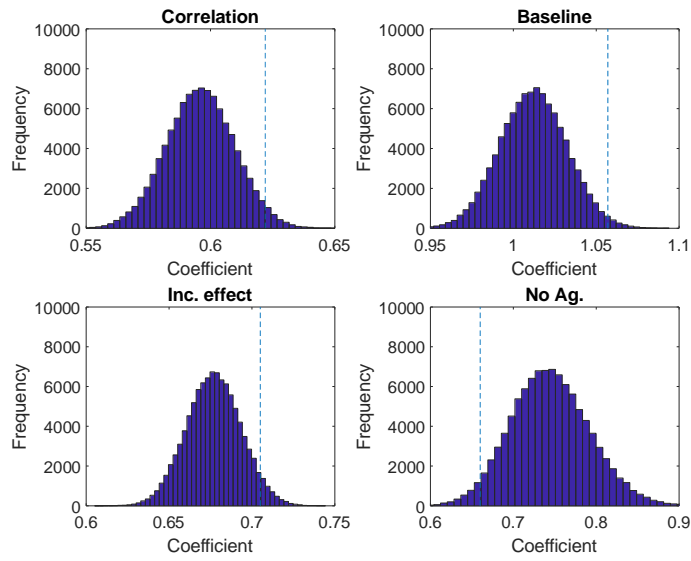 Correlation
10000
8000
6000
4000
2000
0
Frequency
0.55 0.6 0.65
Coefficient
Baseline
10000
8000
6000
4000
2000
0
Frequency
0.95 1 1.05 1.1
Coefficient
Inc. effect
10000
8000
6000
4000
2000
0
Frequency
0.6 0.65 0.7 0.75
Coefficient
No Ag.
10000
8000
6000
4000
2000
0
Frequency
0.6 0.7 0.8 0.9
Coefficient